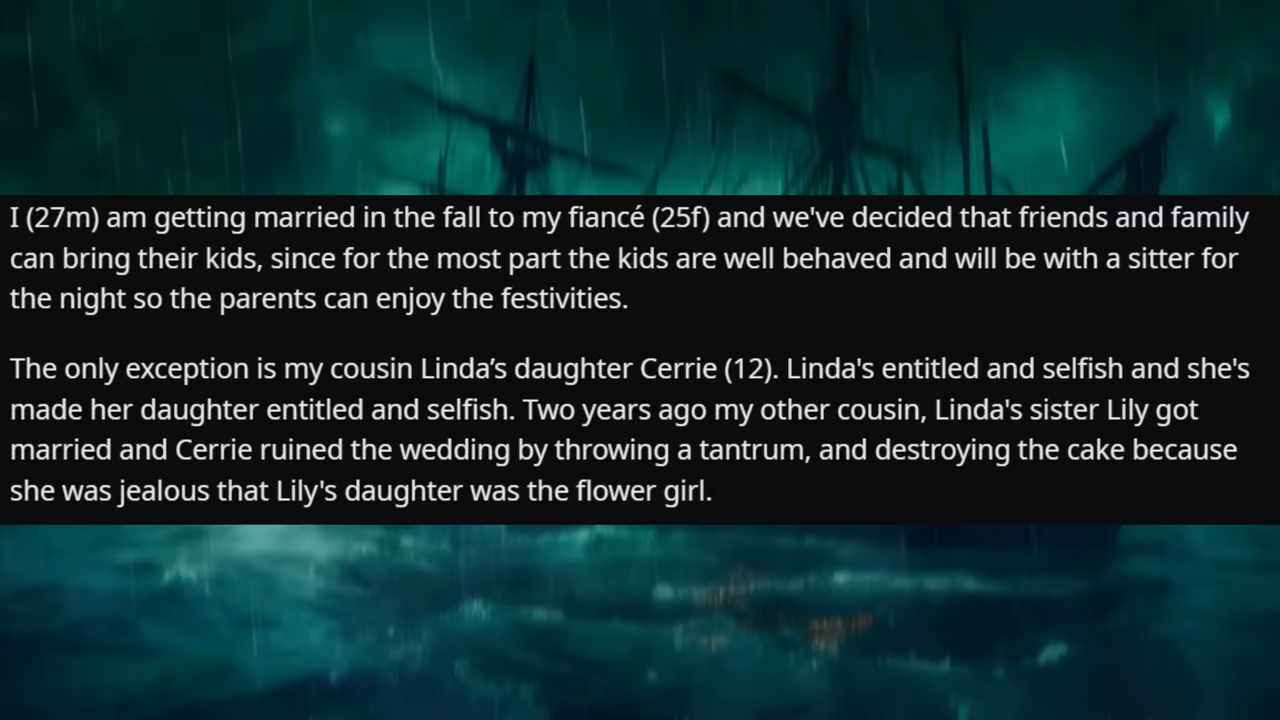 I (27m) am getting married in the fall to my fiancé (25f) and we've decided that friends and family
can bring their kids, since for the most part the kids are well behaved and will be with a sitter for
the night so the parents can enjoy the festivities.
The only exception is my cousin Linda’s daughter Cerrie (12). Linda's entitled and selfish and she's
made her daughter entitled and selfish. Two years ago my other cousin, Linda's sister Lily got
married and Cerrie ruined the wedding by throwing a tantrum, and destroying the cake because
she was jealous that Lily's daughter was the flower girl.